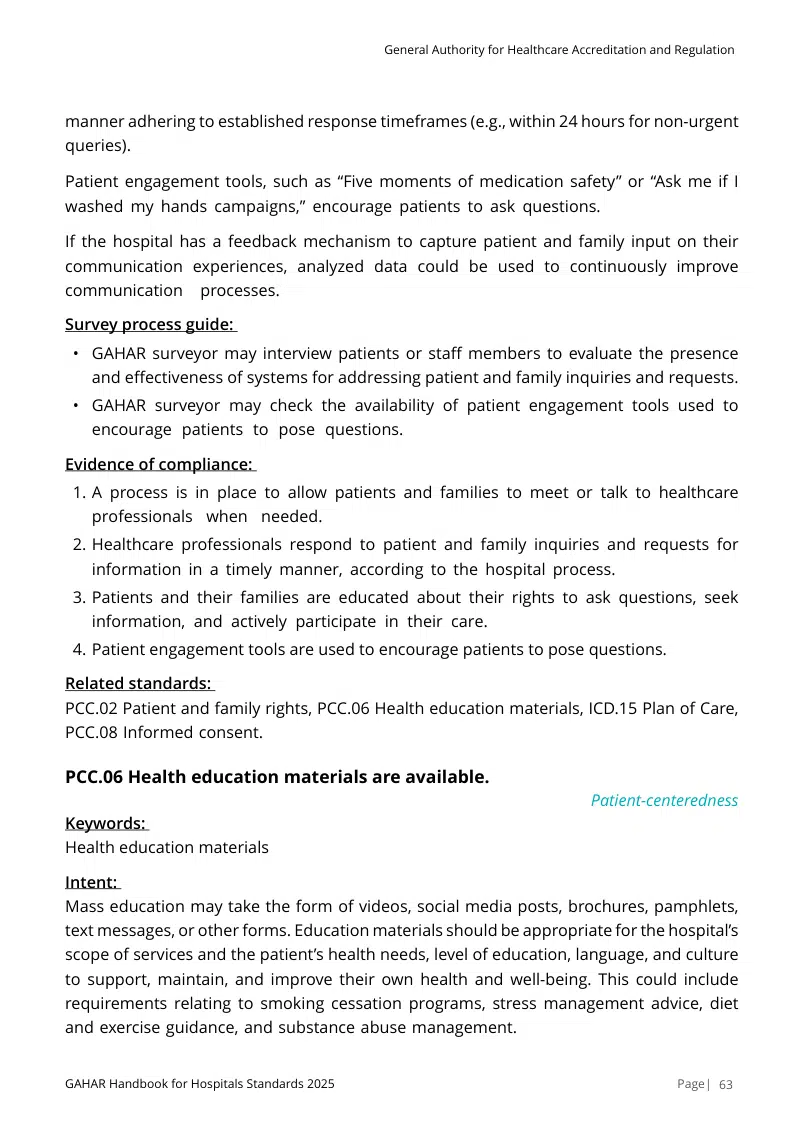 General Authority for Healthcare Accreditation and Regulation
manner adhering to established response timeframes (e.g., within 24 hours for non-urgent
queries).
Patient engagement tools, such as “Five moments of medication safety” or “Ask me if I
washed my hands campaigns,” encourage patients to ask questions.
If the hospital has a feedback mechanism to capture patient and family input on their
communication experiences, analyzed data could be used to continuously improve
communication processes.
Survey process guide:
• GAHAR surveyor may interview patients or staff members to evaluate the presence
and effectiveness of systems for addressing patient and family inquiries and requests.
• GAHAR surveyor may check the availability of patient engagement tools used to
encourage patients to pose questions.
Evidence of compliance:
1. A process is in place to allow patients and families to meet or talk to healthcare
professionals when needed.
2. Healthcare professionals respond to patient and family inquiries and requests for
information in a timely manner, according to the hospital process.
3. Patients and their families are educated about their rights to ask questions, seek
information, and actively participate in their care.
4. Patient engagement tools are used to encourage patients to pose questions.
Related standards:
PCC.02 Patient and family rights, PCC.06 Health education materials, ICD.15 Plan of Care,
PCC.08 Informed consent.
PCC.06 Health education materials are available.
Patient-centeredness
Keywords:
Health education materials
Intent:
Mass education may take the form of videos, social media posts, brochures, pamphlets,
text messages, or other forms. Education materials should be appropriate for the hospital’s
scope of services and the patient’s health needs, level of education, language, and culture
to support, maintain, and improve their own health and well-being. This could include
requirements relating to smoking cessation programs, stress management advice, diet
and exercise guidance, and substance abuse management.
GAHAR Handbook for Hospitals Standards 2025 Page| 63